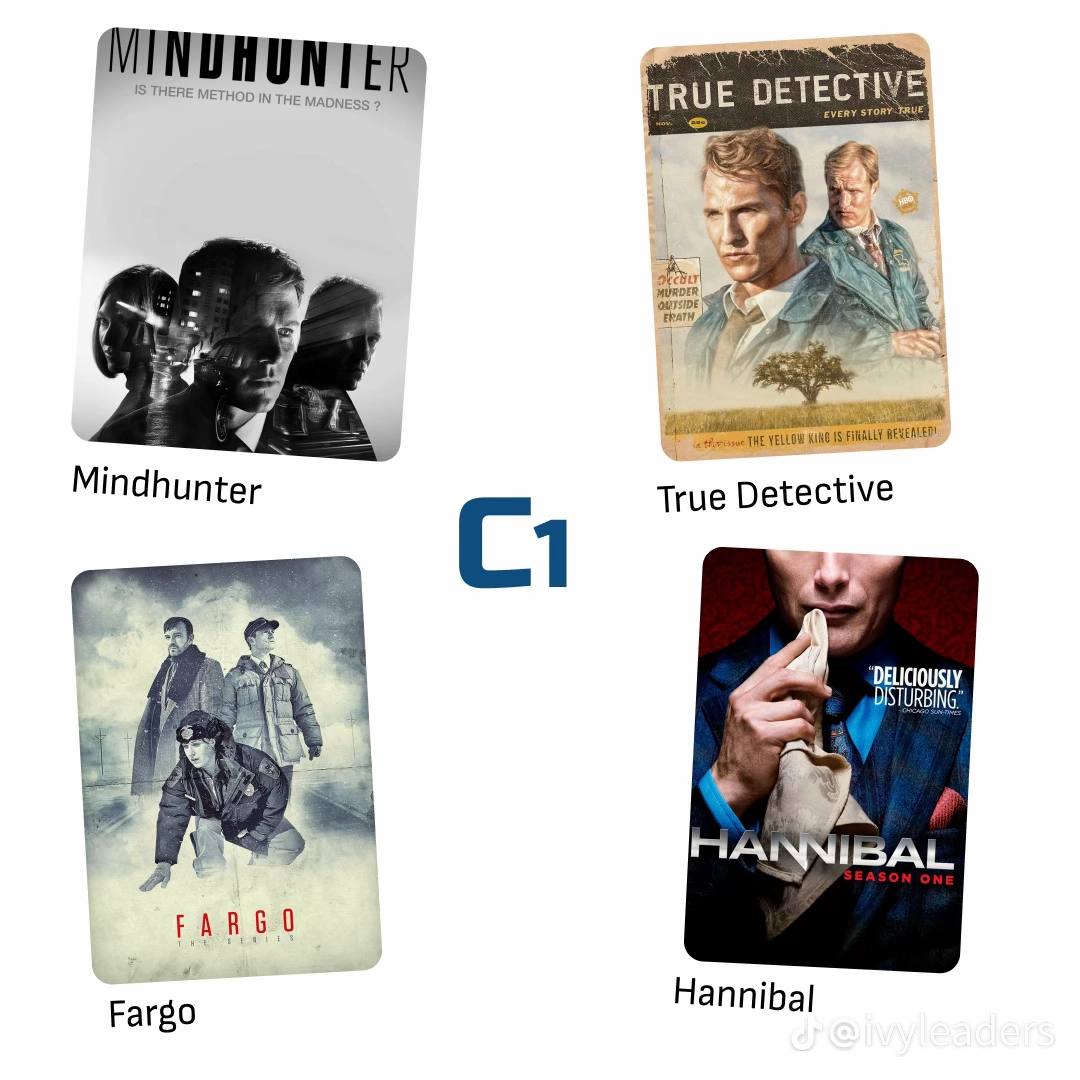 MINDHUNTER
IS THERE METHOD IN THE MADNESS ?
Mindhunter
TRUE DETECTIVE
EVERY STORY TRUE
NOV.
HBO
OCCULT
MURDER
OUTSIDE
ERATH
in this issue THE YELLOW KING IS FINALLY REVEALED!
True Detective
C1
FARGO
THE SERIES
Fargo
"DELICIOUSLY
DISTURBING."
- CHICAGO SUN-TIMES
HANNIBAL
SEASON ONE
Hannibal
@ivyleaders